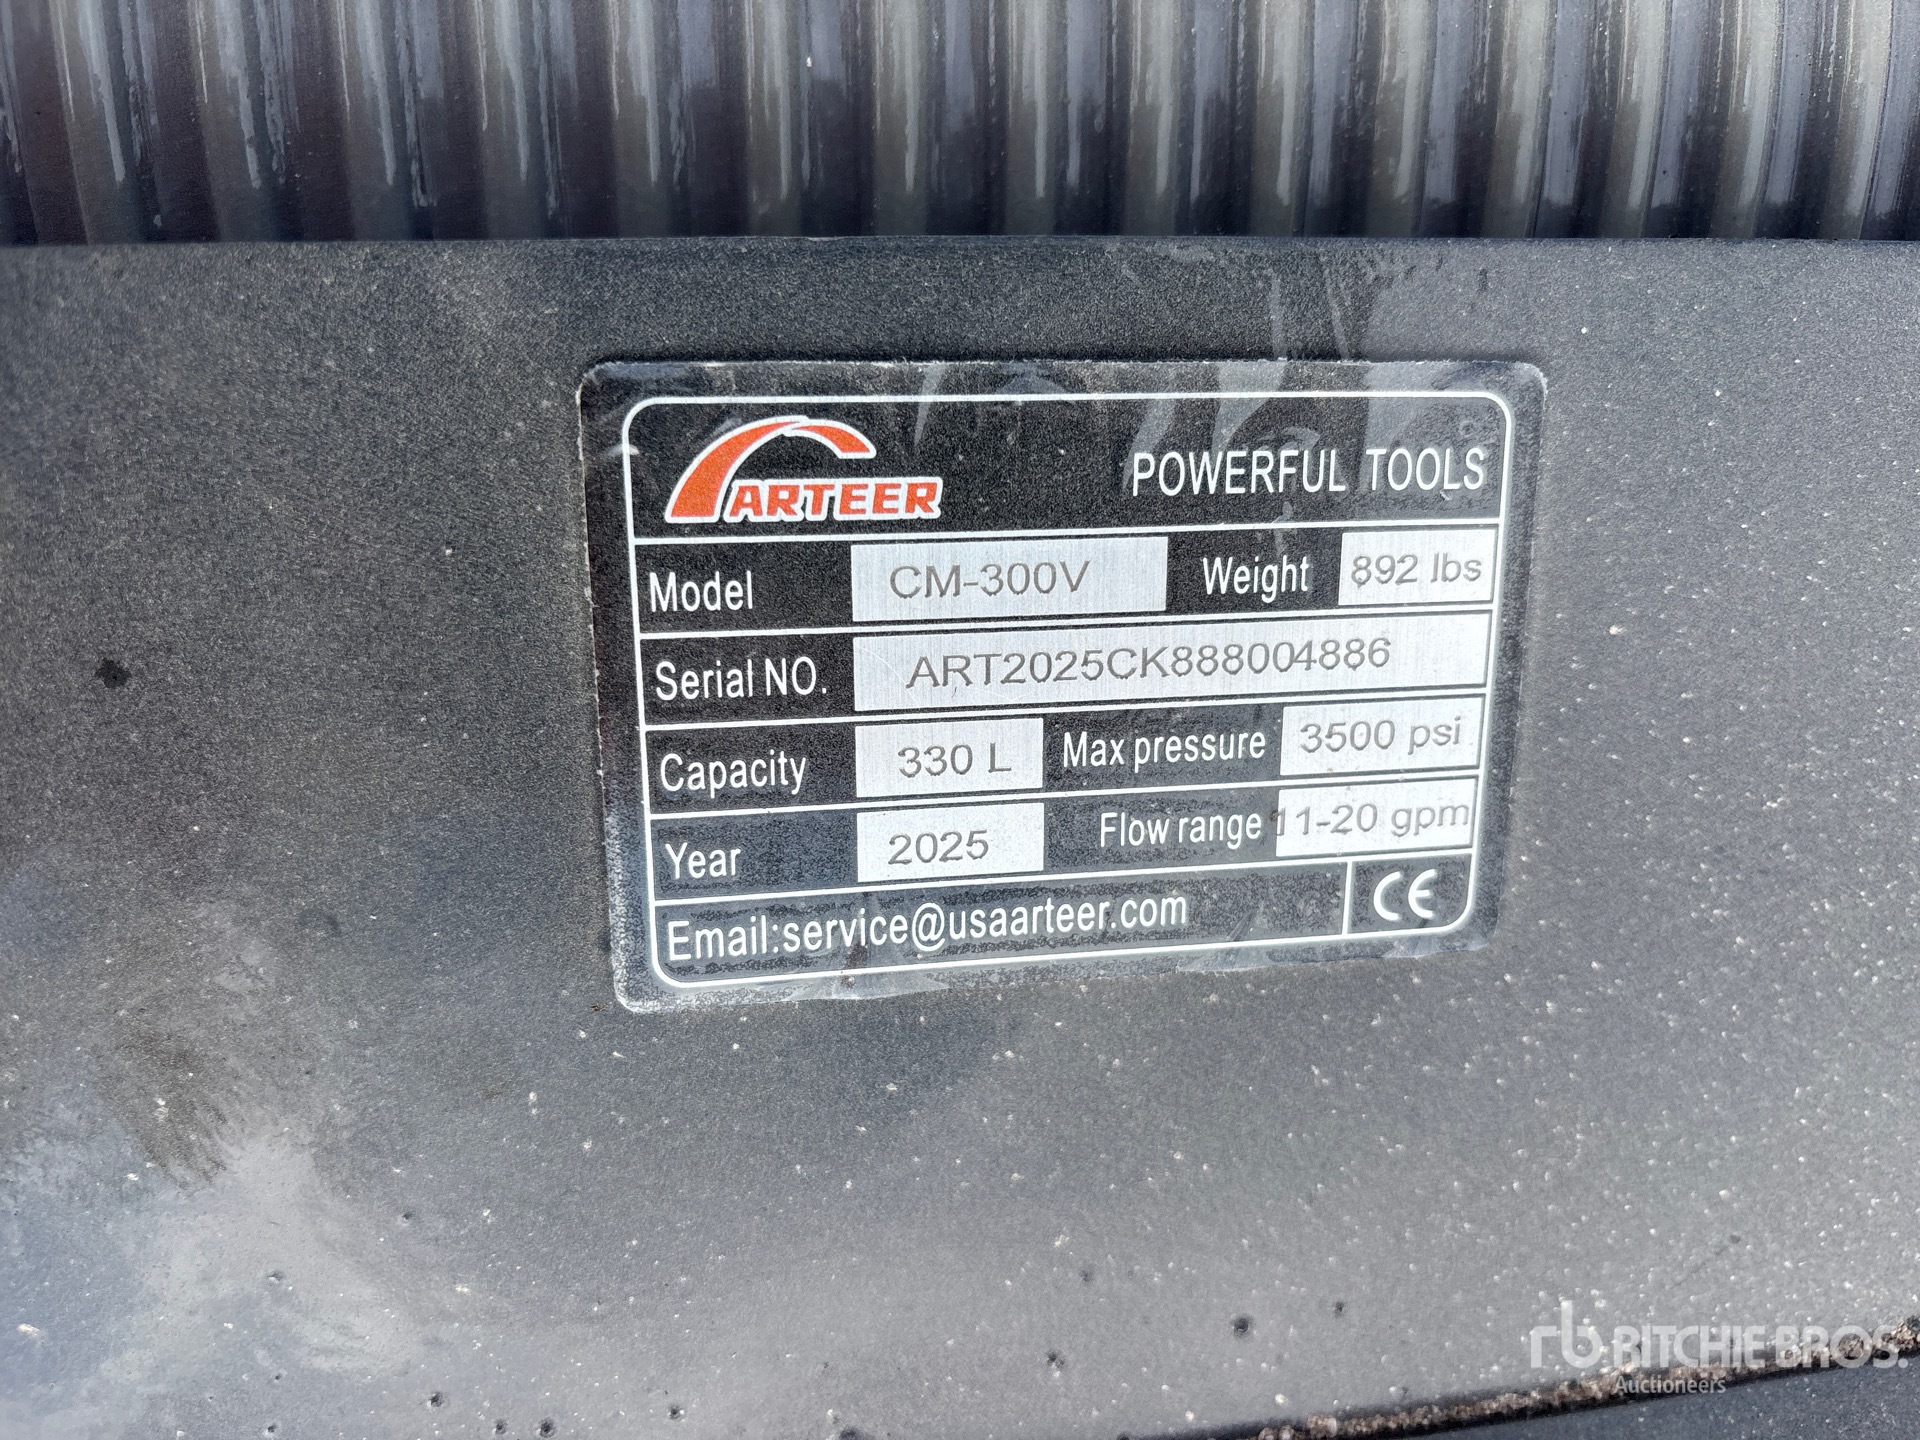 ARTEER POWERFUL TOOLS
Model CM-300V Weight 892 lbs
Serial NO. ART2025CK888004886
Capacity 330 L Max pressure 3500 psi
Year 2025 Flow range 11-20 gpm
Email:service@usaarteer.com CE
rb RITCHIE BROS.
Auctioneers